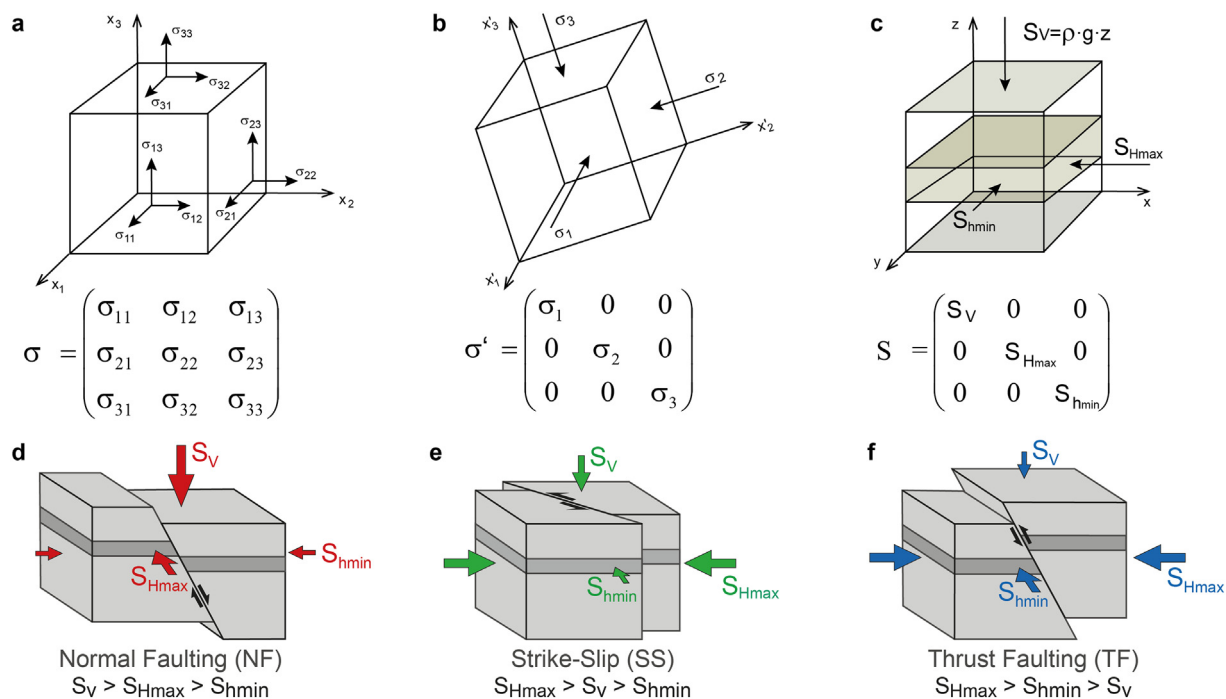 a
x3
σ33
σ32
σ31
σ23
σ13
σ22
σ12
σ21
σ11
x2
x1
σ = (σ11 σ12 σ13
σ21 σ22 σ23
σ31 σ32 σ33)
b
x'3
σ3
σ2
x'2
σ1
x'1
σ‘ = (σ1 0 0
0 σ2 0
0 0 σ3)
c
z
SV=ρ·g·z
SHmax
Shmin
x
y
S = (SV 0 0
0 SHmax 0
0 0 Shmin)
d
SV
Shmin
SHmax
Normal Faulting (NF)
SV > SHmax > Shmin
e
SV
Shmin
SHmax
Strike-Slip (SS)
SHmax > SV > Shmin
f
SV
Shmin
SHmax
Thrust Faulting (TF)
SHmax > Shmin > SV